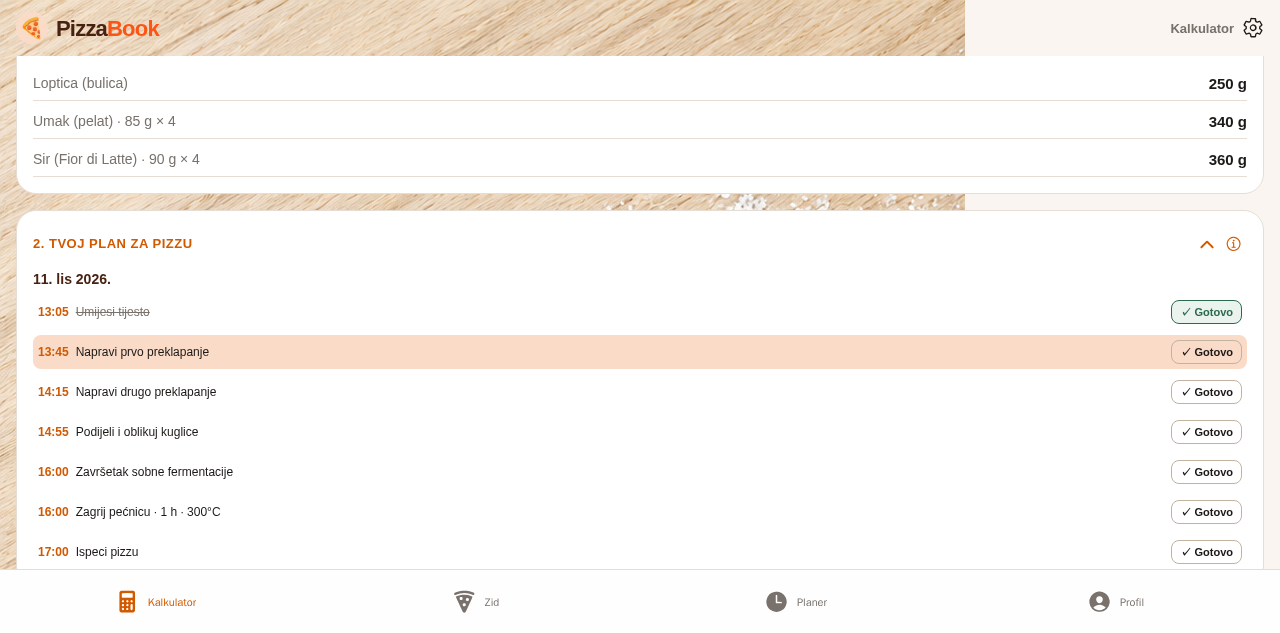 PizzaBook
Kalkulator
Loptica (bulica) 250 g
Umak (pelat) · 85 g × 4 340 g
Sir (Fior di Latte) · 90 g × 4 360 g
2. TVOJ PLAN ZA PIZZU
11. lis 2026.
13:05 Umijesi tijesto ✓ Gotovo
13:45 Napravi prvo preklapanje ✓ Gotovo
14:15 Napravi drugo preklapanje ✓ Gotovo
14:55 Podijeli i oblikuj kuglice ✓ Gotovo
16:00 Završetak sobne fermentacije ✓ Gotovo
16:00 Zagrij pećnicu · 1 h · 300°C ✓ Gotovo
17:00 Ispeci pizzu ✓ Gotovo
Kalkulator Zid Planer Profil